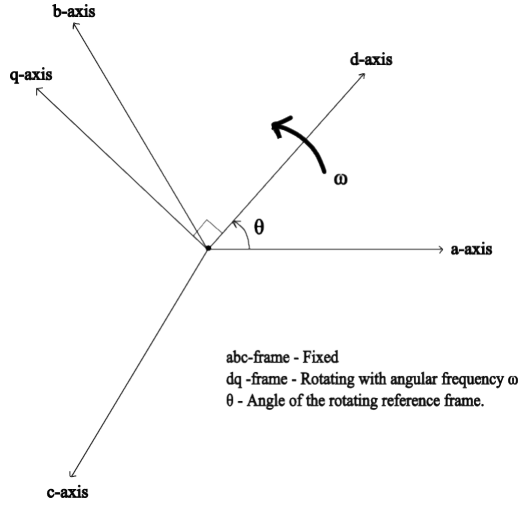 b-axis
q-axis
d-axis
ω
θ
a-axis
abc-frame - Fixed
dq -frame - Rotating with angular frequency ω
θ - Angle of the rotating reference frame.
c-axis